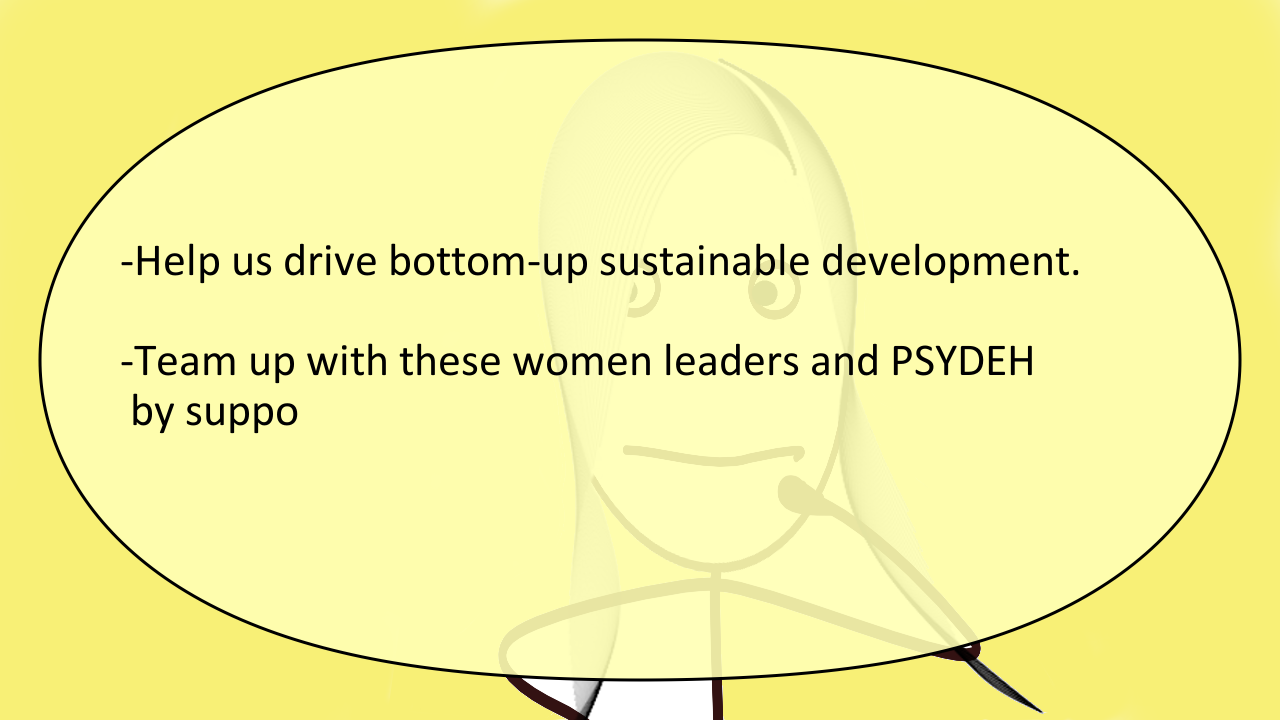 -Help us drive bottom-up sustainable development.
-Team up with these women leaders and PSYDEH
by suppo